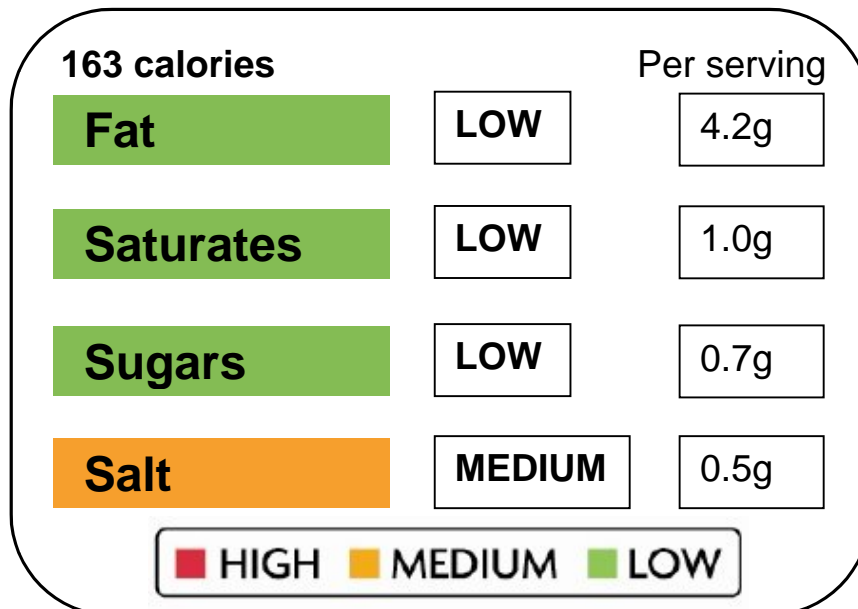 163 calories Per serving
Fat LOW 4.2g
Saturates LOW 1.0g
Sugars LOW 0.7g
Salt MEDIUM 0.5g
HIGH MEDIUM LOW